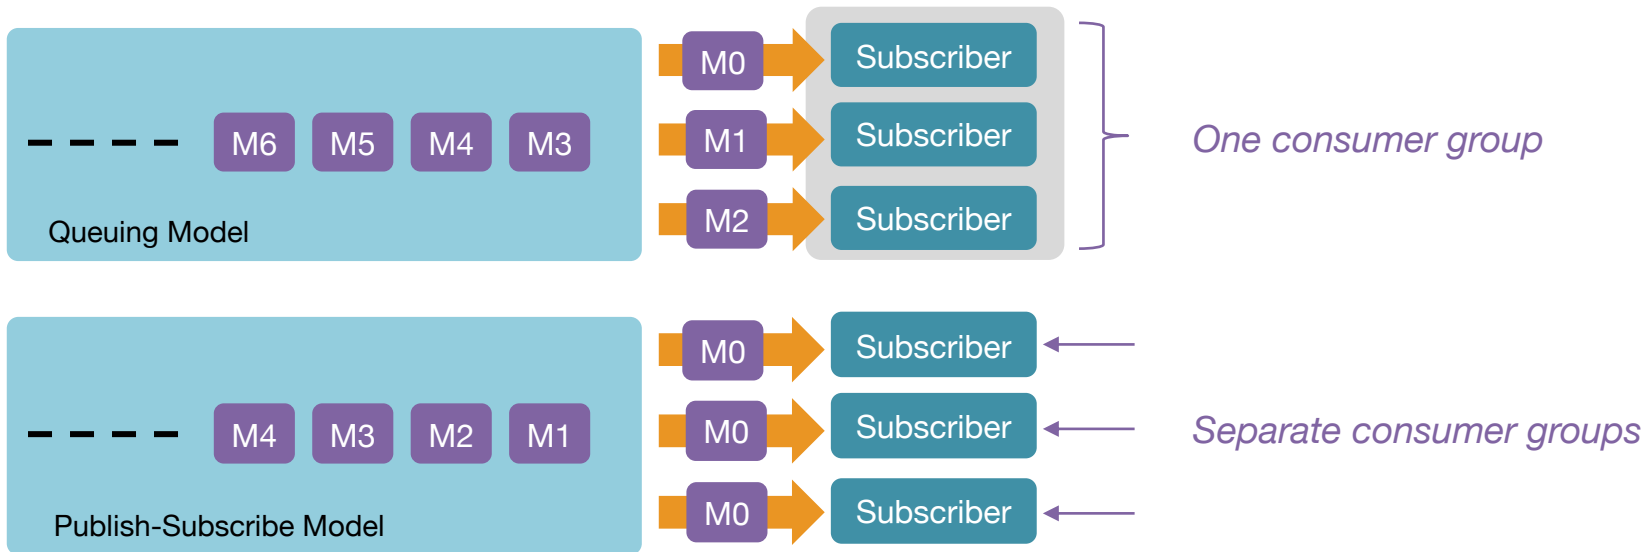 M0
Subscriber
M6 M5 M4 M3
M1
Subscriber
One consumer group
M2
Subscriber
Queuing Model
M0
Subscriber
M4 M3 M2 M1
M0
Subscriber
Separate consumer groups
M0
Subscriber
Publish-Subscribe Model